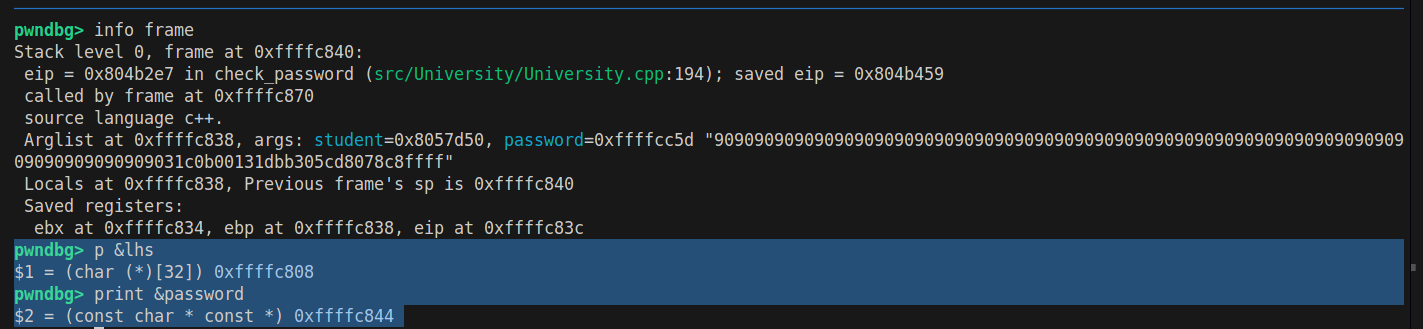 pwndbg> info frame
Stack level 0, frame at 0xffffc840:
 eip = 0x804b2e7 in check_password (src/University/University.cpp:194); saved eip = 0x804b459
 called by frame at 0xffffc870
 source language c++.
 Arglist at 0xffffc838, args: student=0x8057d50, password=0xffffcc5d "909090909090909090909090909090909090909090909090909090909090909090909
09090909090909031c0b00131dbb305cd8078c8ffff"
 Locals at 0xffffc838, Previous frame's sp is 0xffffc840
 Saved registers:
  ebx at 0xffffc834, ebp at 0xffffc838, eip at 0xffffc83c
pwndbg> p &lhs
$1 = (char (*)[32]) 0xffffc808
pwndbg> print &password
$2 = (const char * const *) 0xffffc844